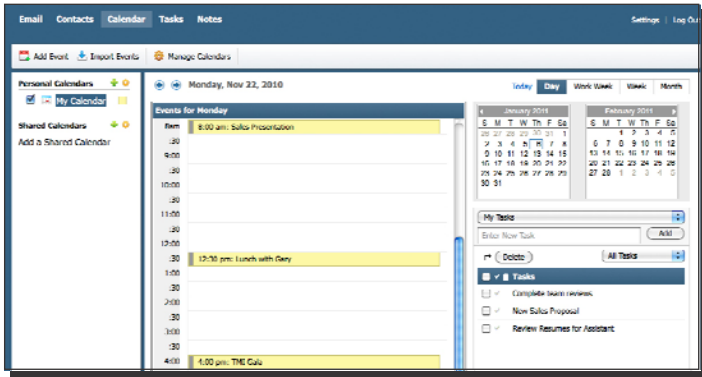 Email Contacts Calendar Tasks Notes
Settings | Log Out
Add Event Import Events Manage Calendars
Personal Calendars
My Calendar
Shared Calendars
Add a Shared Calendar
Monday, Nov 22, 2010
Today Day Work Week Week Month
Events for Monday
8am 8:00 am: Sales Presentation
:30
9:00
:30
10:00
:30
11:00
:30
12:00
:30 12:30 pm: Lunch with Gary
1:00
:30
2:00
:30
3:00
:30
4:00 4:00 pm: TMI Gala
January 2011
S M T W Th F Sa
26 27 28 29 30 31 1
2 3 4 5 6 7 8
9 10 11 12 13 14 15
16 17 18 19 20 21 22
23 24 25 26 27 28 29
30 31
February 2011
S M T W Th F Sa
1 2 3 4 5
6 7 8 9 10 11 12
13 14 15 16 17 18 19
20 21 22 23 24 25 26
27 28 1 2 3 4 5
My Tasks
Enter New Task Add
Delete All Tasks
Tasks
Complete team reviews
New Sales Proposal
Review Resumes for Assistant